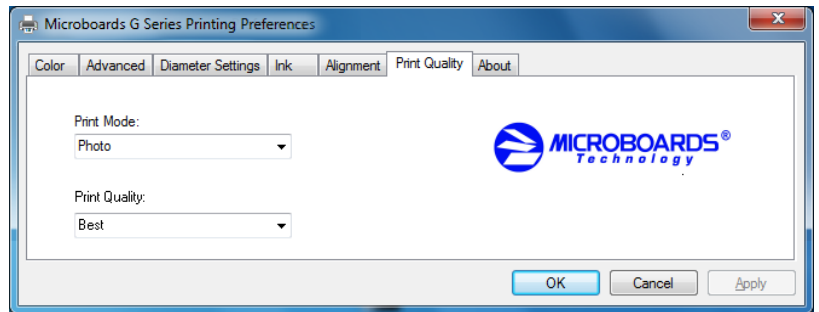 Microboards G Series Printing Preferences
Color Advanced Diameter Settings Ink Alignment Print Quality About
Print Mode:
Photo
MICROBOARDS®
Technology
Print Quality:
Best
OK Cancel Apply